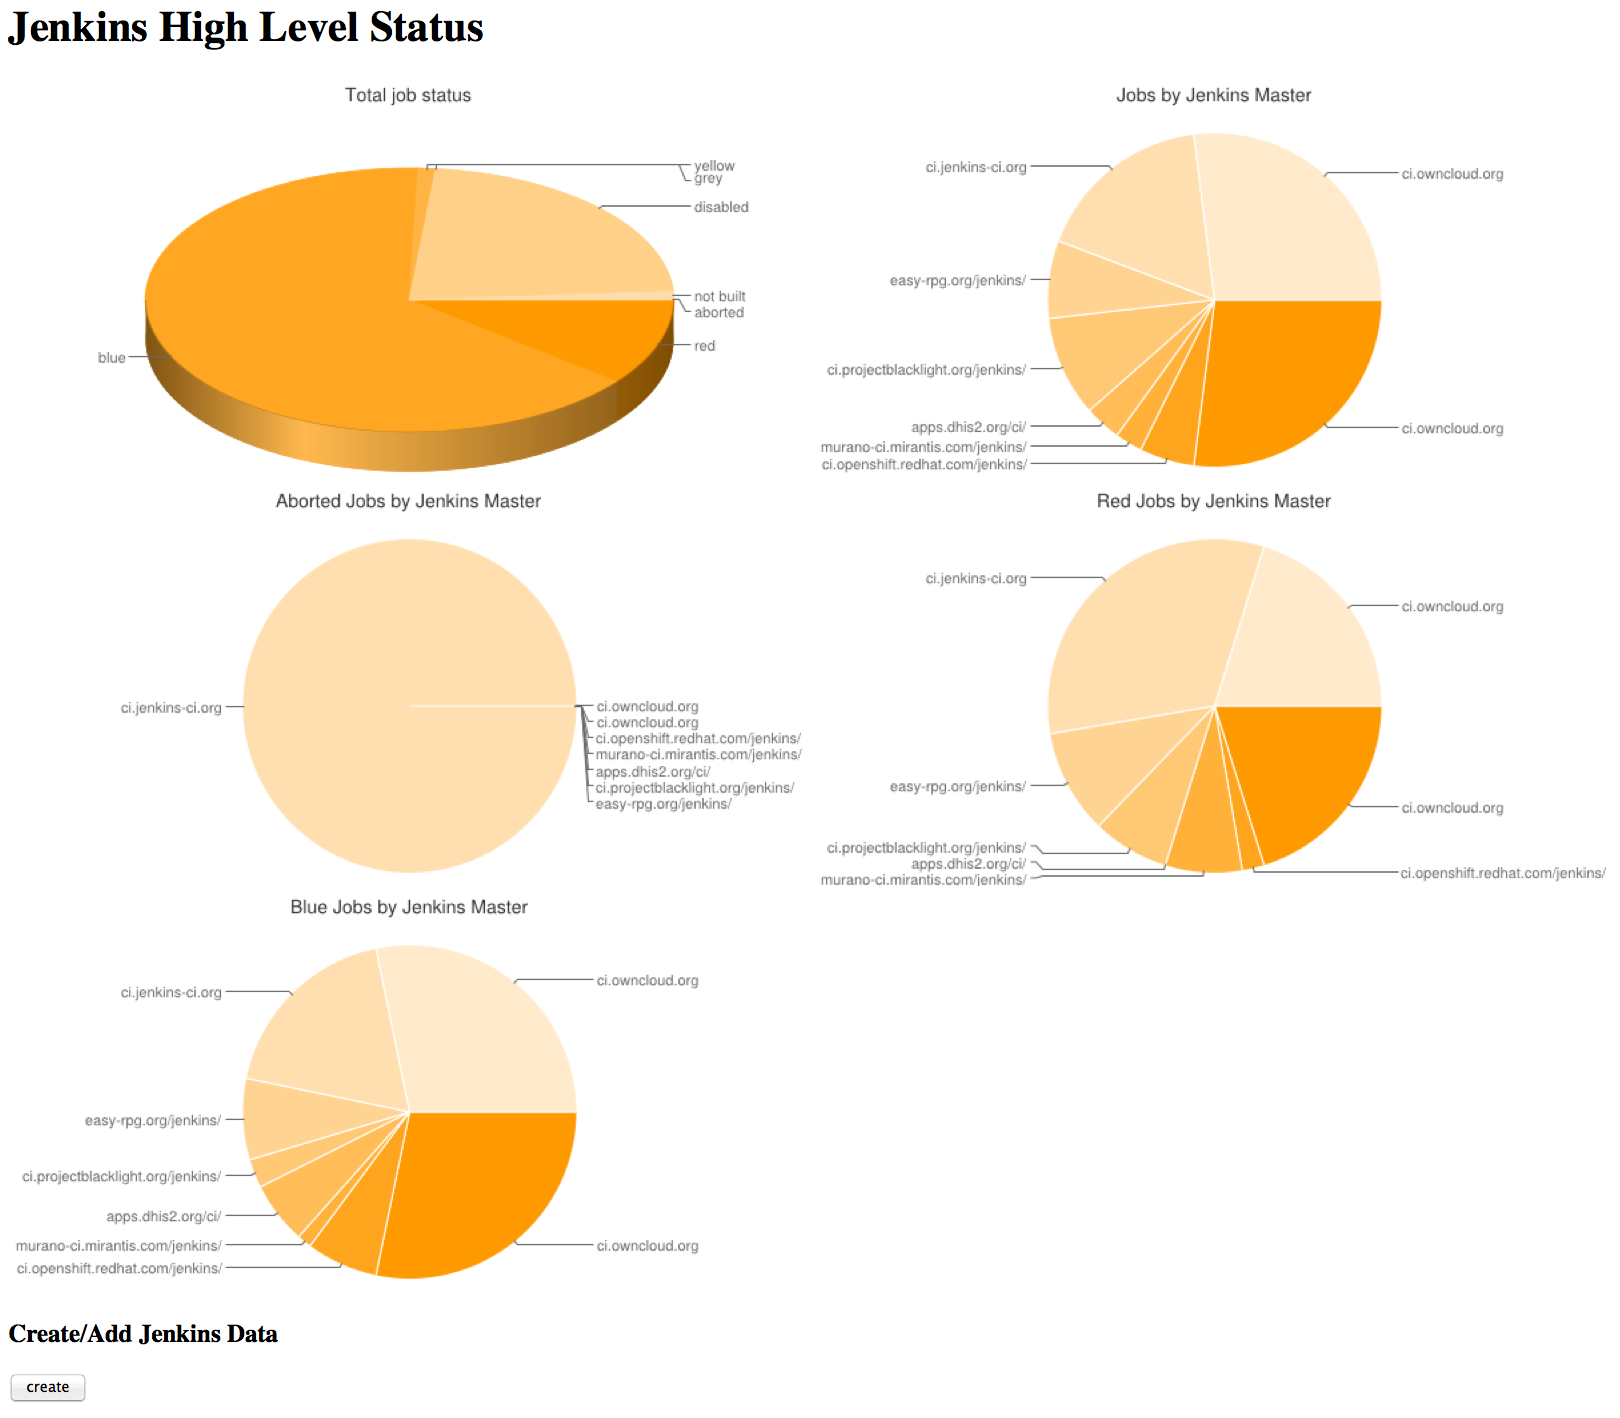 Jenkins High Level Status
Total job status
yellow
grey
disabled
not built
aborted
red
blue
Jobs by Jenkins Master
ci.jenkins-ci.org
ci.owncloud.org
easy-rpg.org/jenkins/
ci.projectblacklight.org/jenkins/
apps.dhis2.org/ci/
murano-ci.mirantis.com/jenkins/
ci.openshift.redhat.com/jenkins/
ci.owncloud.org
Aborted Jobs by Jenkins Master
ci.jenkins-ci.org
ci.owncloud.org
ci.owncloud.org
ci.openshift.redhat.com/jenkins/
murano-ci.mirantis.com/jenkins/
apps.dhis2.org/ci/
ci.projectblacklight.org/jenkins/
easy-rpg.org/jenkins/
Red Jobs by Jenkins Master
ci.jenkins-ci.org
ci.owncloud.org
easy-rpg.org/jenkins/
ci.owncloud.org
ci.projectblacklight.org/jenkins/
apps.dhis2.org/ci/
murano-ci.mirantis.com/jenkins/
ci.openshift.redhat.com/jenkins/
Blue Jobs by Jenkins Master
ci.jenkins-ci.org
ci.owncloud.org
easy-rpg.org/jenkins/
ci.projectblacklight.org/jenkins/
apps.dhis2.org/ci/
murano-ci.mirantis.com/jenkins/
ci.openshift.redhat.com/jenkins/
ci.owncloud.org
Create/Add Jenkins Data
create